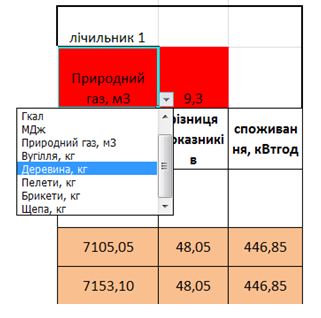 лічильник 1
Природний
газ, м3
9,3
Гкал
МДж
Природний газ, м3
Вугілля, кг
Деревина, кг
Пелети, кг
Брикети, кг
Щепа, кг
різниця
оказникі
в
споживан
ня, кВтгод
7105,05 48,05 446,85
7153,10 48,05 446,85